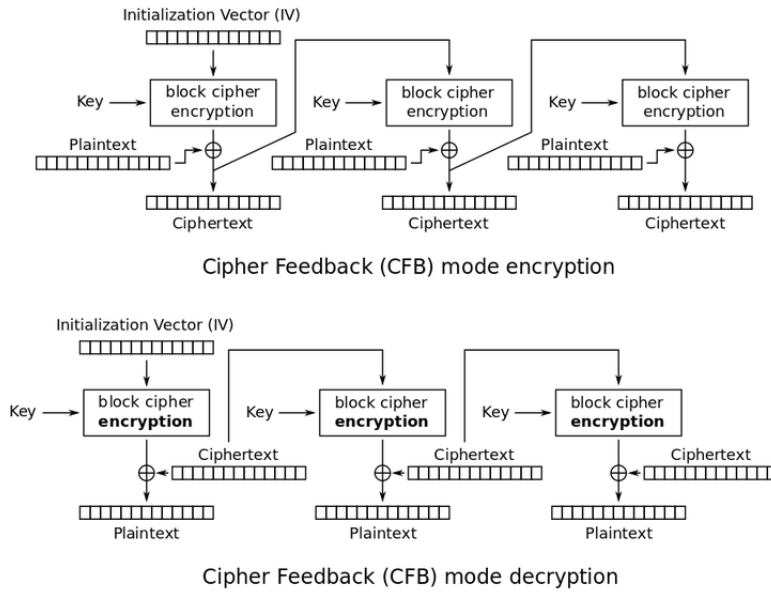 Initialization Vector (IV)
Key
block cipher
encryption
Key
block cipher
encryption
Key
block cipher
encryption
Plaintext
Plaintext
Plaintext
Ciphertext
Ciphertext
Ciphertext
Cipher Feedback (CFB) mode encryption
Initialization Vector (IV)
Key
block cipher
encryption
Key
block cipher
encryption
Key
block cipher
encryption
Ciphertext
Ciphertext
Ciphertext
Plaintext
Plaintext
Plaintext
Cipher Feedback (CFB) mode decryption